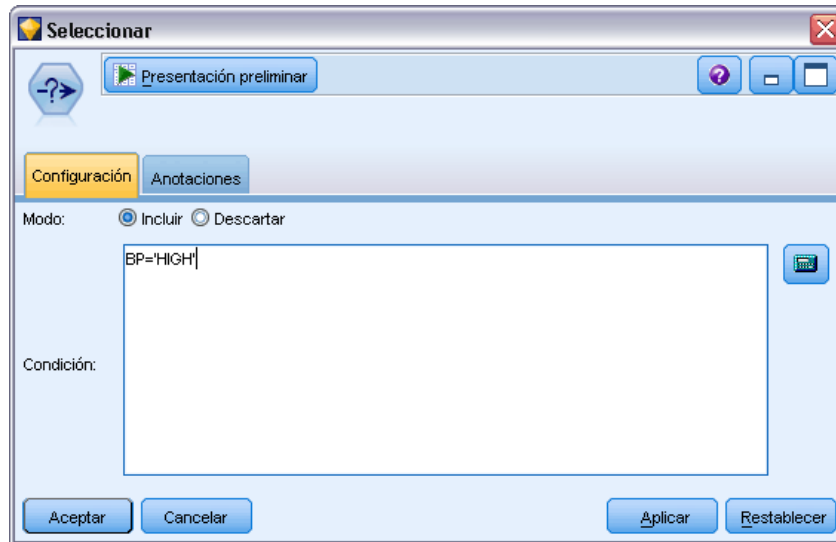 Seleccionar
Presentación preliminar
Configuración Anotaciones
Modo: Incluir Descartar
BP='HIGH'
Condición:
Aceptar Cancelar Aplicar Restablecer